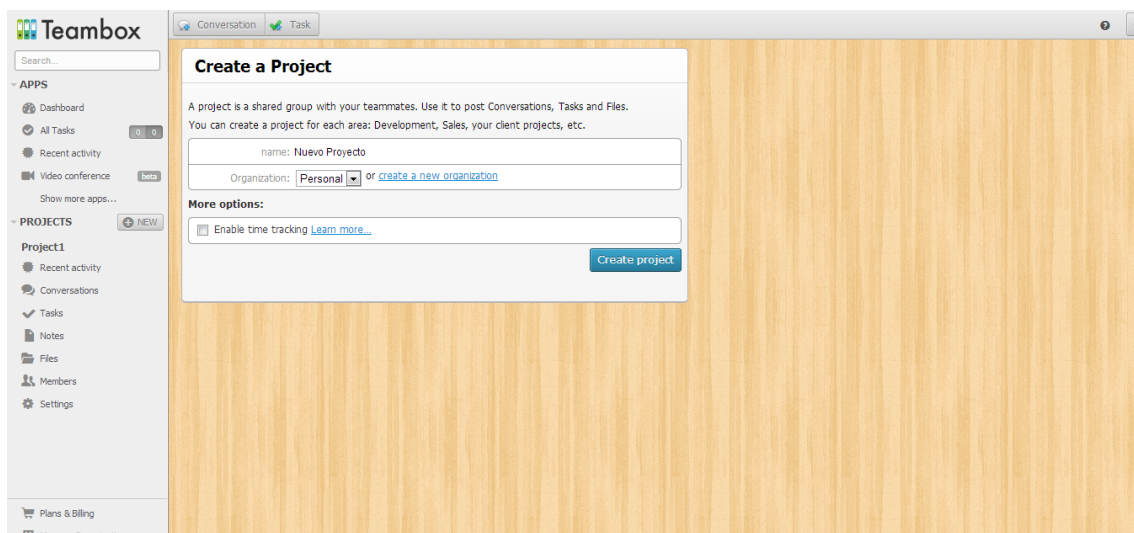 Teambox
Search...
APPS
Dashboard
All Tasks 0 0
Recent activity
Video conference beta
Show more apps...
PROJECTS NEW
Project1
Recent activity
Conversations
Tasks
Notes
Files
Members
Settings
Plans & Billing
Conversation Task
Create a Project
A project is a shared group with your teammates. Use it to post Conversations, Tasks and Files.
You can create a project for each area: Development, Sales, your client projects, etc.
name: Nuevo Proyecto
Organization: Personal or create a new organization
More options:
Enable time tracking Learn more...
Create project